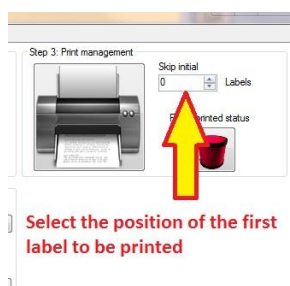 Step 3: Print management
Skip initial
0
Labels
printed status
Select the position of the first
label to be printed